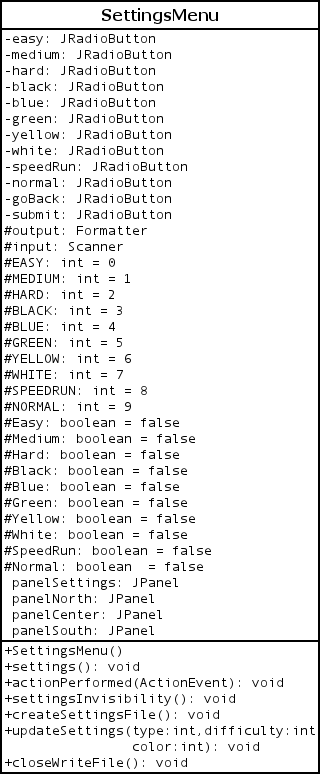 SettingsMenu
-easy: JRadioButton
-medium: JRadioButton
-hard: JRadioButton
-black: JRadioButton
-blue: JRadioButton
-green: JRadioButton
-yellow: JRadioButton
-white: JRadioButton
-speedRun: JRadioButton
-normal: JRadioButton
-goBack: JRadioButton
-submit: JRadioButton
#output: Formatter
#input: Scanner
#EASY: int = 0
#MEDIUM: int = 1
#HARD: int = 2
#BLACK: int = 3
#BLUE: int = 4
#GREEN: int = 5
#YELLOW: int = 6
#WHITE: int = 7
#SPEEDRUN: int = 8
#NORMAL: int = 9
#Easy: boolean = false
#Medium: boolean = false
#Hard: boolean = false
#Black: boolean = false
#Blue: boolean = false
#Green: boolean = false
#Yellow: boolean = false
#White: boolean = false
#SpeedRun: boolean = false
#Normal: boolean  = false
panelSettings: JPanel
panelNorth: JPanel
panelCenter: JPanel
panelSouth: JPanel
+SettingsMenu()
+settings(): void
+actionPerformed(ActionEvent): void
+settingsInvisibility(): void
+createSettingsFile(): void
+updateSettings(type:int,difficulty:int
color:int): void
+closeWriteFile(): void